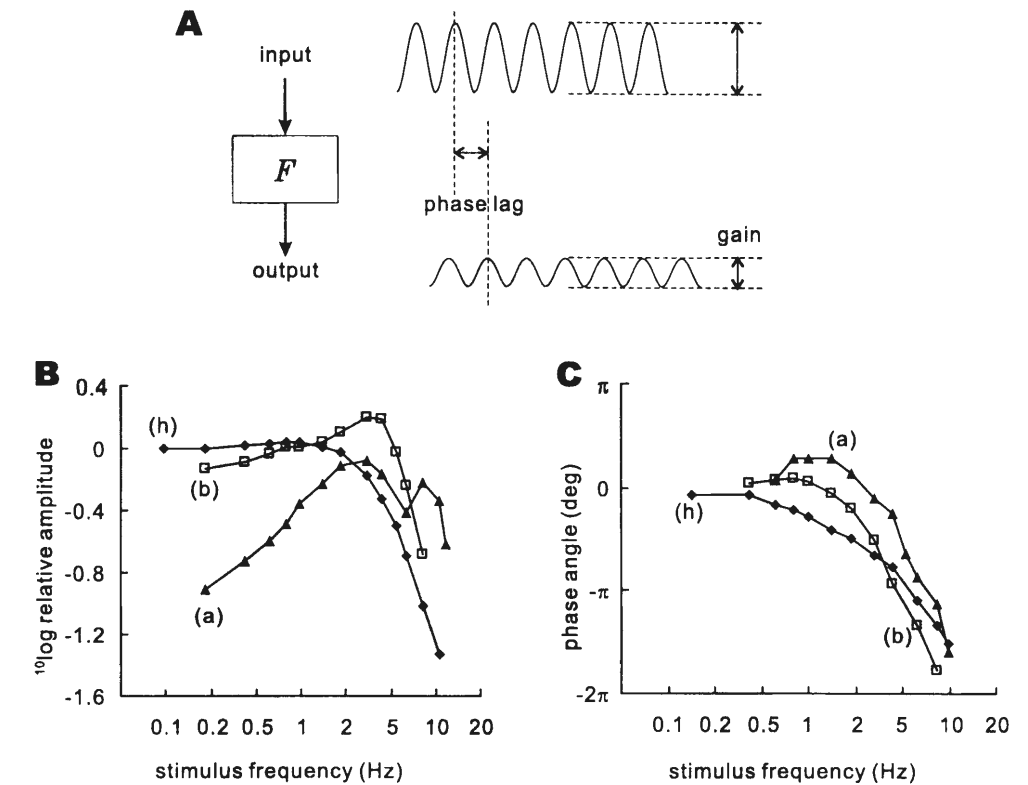 A
input
F
output
phase lag
gain
B
0.4
0
-0.4
-0.8
-1.2
-1.6
¹⁰log relative amplitude
(h)
(b)
(a)
0.1 0.2 0.5 1 2 5 10 20
stimulus frequency (Hz)
C
π
0
-π
-2π
phase angle (deg)
(a)
(h)
(b)
0.1 0.2 0.5 1 2 5 10 20
stimulus frequency (Hz)